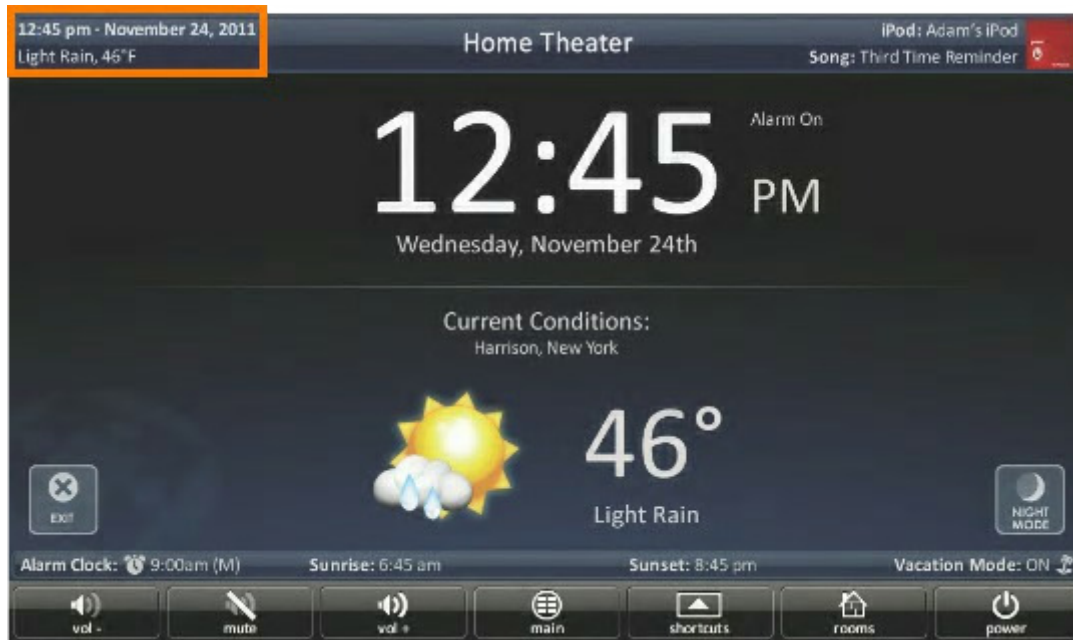 12:45 pm - November 24, 2011
Light Rain, 46°F
Home Theater
iPod: Adam's iPod
Song: Third Time Reminder
12:45
PM
Alarm On
Wednesday, November 24th
Current Conditions:
Harrison, New York
46°
Light Rain
EXIT
NIGHT
MODE
Alarm Clock: 9:00am (M) Sunrise: 6:45 am Sunset: 8:45 pm Vacation Mode: ON
vol - mute vol + main shortcuts rooms power